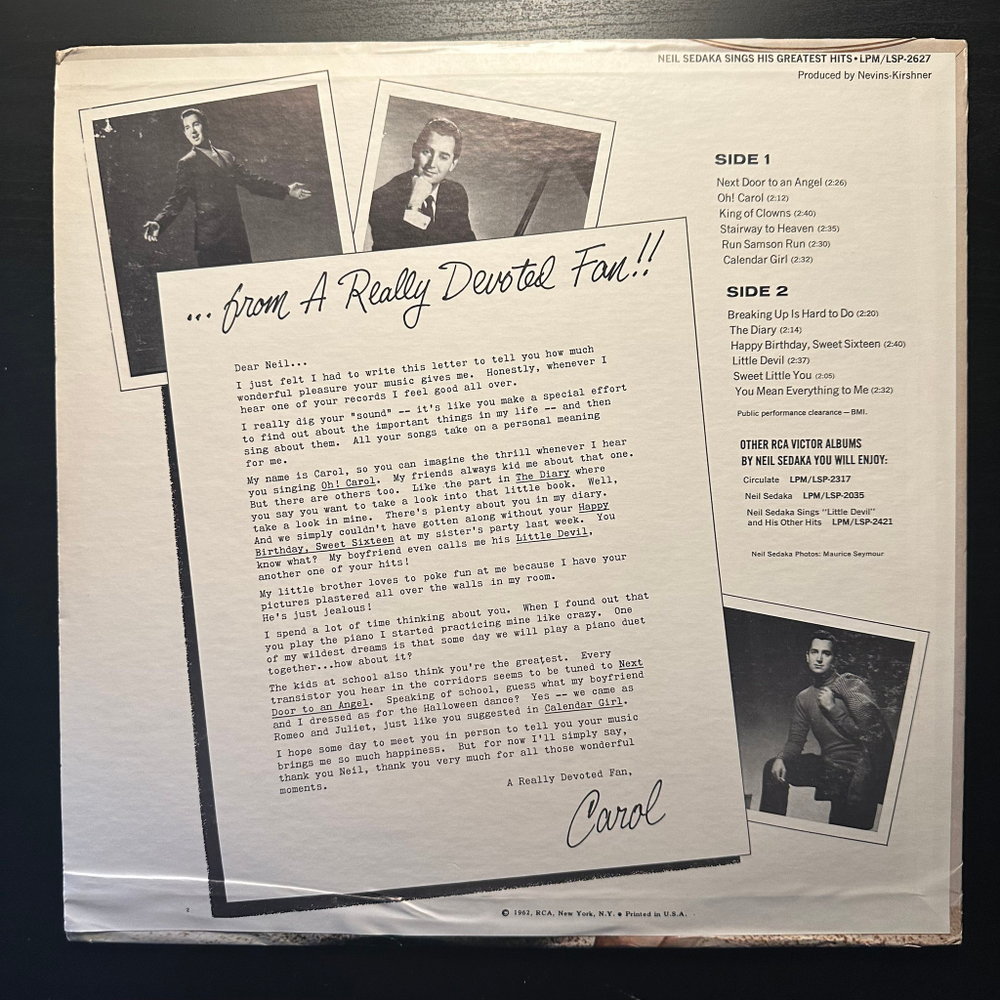 NEIL SEDAKA SINGS HIS GREATEST HITS • LPM/LSP-2627
Produced by Nevins-Kirshner
... from A Really Devoted Fan!!
Dear Neil...
I just felt I had to write this letter to tell you how much
wonderful pleasure your music gives me. Honestly, whenever I
hear one of your records I feel good all over.
I really dig your "sound" -- it's like you make a special effort
to find out about the important things in my life -- and then
sing about them. All your songs take on a personal meaning
for me.
My name is Carol, so you can imagine the thrill whenever I hear
you singing Oh! Carol. My friends always kid me about that one.
But there are others too. Like the part in The Diary where
you say you want to take a look into that little book. Well,
take a look in mine. There's plenty about you in my diary.
And we simply couldn't have gotten along without your Happy
Birthday, Sweet Sixteen at my sister's party last week. You
know what? My boyfriend even calls me his Little Devil,
another one of your hits!
My little brother loves to poke fun at me because I have your
pictures plastered all over the walls in my room.
He's just jealous!
I spend a lot of time thinking about you. When I found out that
you play the piano I started practicing mine like crazy. One
of my wildest dreams is that some day we will play a piano duet
together...how about it?
The kids at school also think you're the greatest. Every
transistor you hear in the corridors seems to be tuned to Next
Door to an Angel. Speaking of school, guess what my boyfriend
and I dressed as for the Halloween dance? Yes -- we came as
Romeo and Juliet, just like you suggested in Calendar Girl.
I hope some day to meet you in person to tell you your music
brings me so much happiness. But for now I'll simply say,
thank you Neil, thank you very much for all those wonderful
moments.
A Really Devoted Fan,
Carol
SIDE 1
Next Door to an Angel (2:26)
Oh! Carol (2:12)
King of Clowns (2:40)
Stairway to Heaven (2:35)
Run Samson Run (2:30)
Calendar Girl (2:32)
SIDE 2
Breaking Up Is Hard to Do (2:20)
The Diary (2:14)
Happy Birthday, Sweet Sixteen (2:40)
Little Devil (2:37)
Sweet Little You (2:05)
You Mean Everything to Me (2:32)
Public performance clearance — BMI.
OTHER RCA VICTOR ALBUMS
BY NEIL SEDAKA YOU WILL ENJOY:
Circulate LPM/LSP-2317
Neil Sedaka LPM/LSP-2035
Neil Sedaka Sings "Little Devil"
and His Other Hits LPM/LSP-2421
Neil Sedaka Photos: Maurice Seymour
© 1962, RCA, New York, N.Y. • Printed in U.S.A.